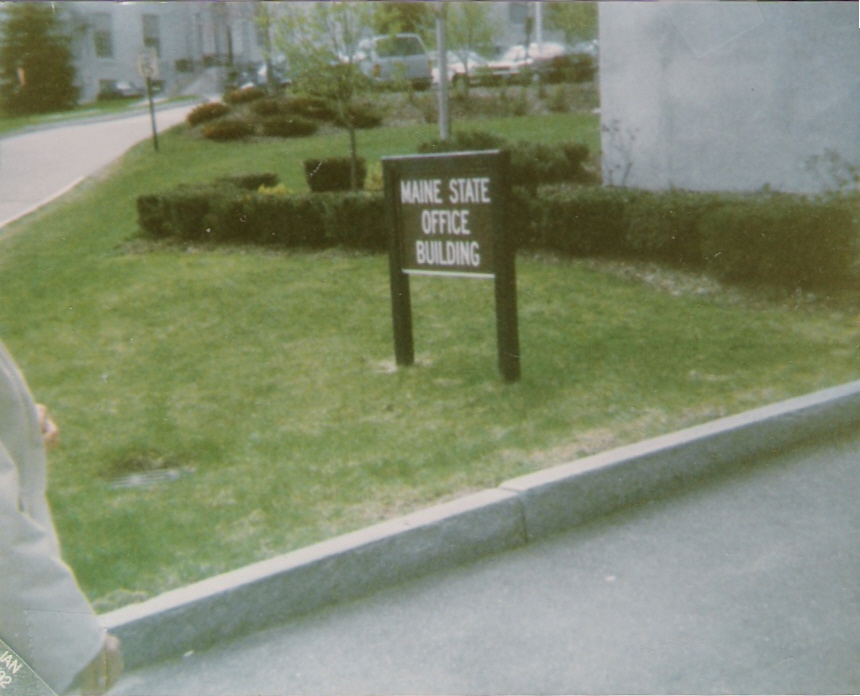 MAINE STATE
OFFICE
BUILDING
JAN
92